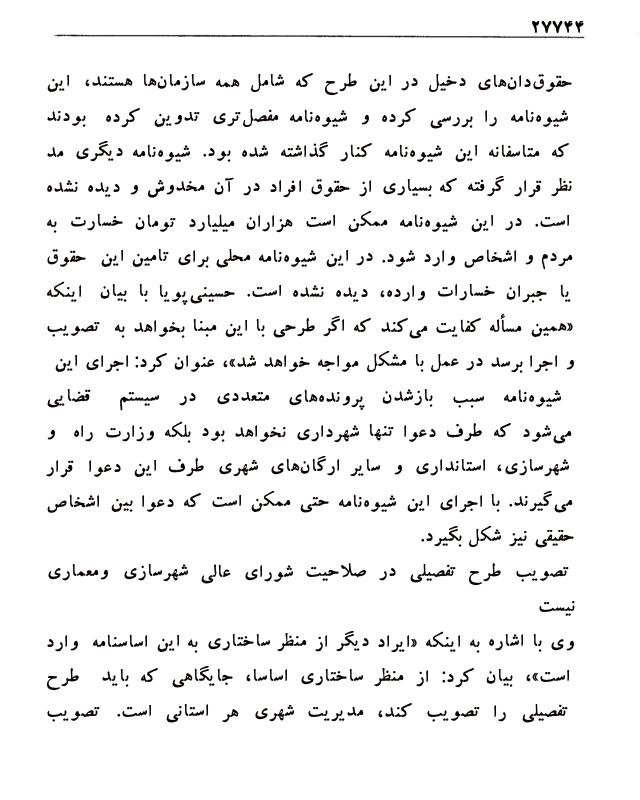 ۲۷۷۴۴
حقوق‌دان‌های دخیل در این طرح که شامل همه سازمان‌ها هستند، این
شیوه‌نامه را بررسی کرده و شیوه‌نامه مفصل‌تری تدوین کرده بودند
که متاسفانه این شیوه‌نامه کنار گذاشته شده بود. شیوه‌نامه دیگری مد
نظر قرار گرفته که بسیاری از حقوق افراد در آن مخدوش و دیده نشده
است. در این شیوه‌نامه ممکن است هزاران میلیارد تومان خسارت به
مردم و اشخاص وارد شود. در این شیوه‌نامه محلی برای تامین این حقوق
یا جبران خسارات وارده، دیده نشده است. حسینی‌پویا با بیان اینکه
«همین مسأله کفایت می‌کند که اگر طرحی با این مبنا بخواهد به تصویب
و اجرا برسد در عمل با مشکل مواجه خواهد شد»، عنوان کرد: اجرای این
شیوه‌نامه سبب بازشدن پرونده‌های متعددی در سیستم قضایی
می‌شود که طرف دعوا تنها شهرداری نخواهد بود بلکه وزارت راه و
شهرسازی، استانداری و سایر ارگان‌های شهری طرف این دعوا قرار
می‌گیرند. با اجرای این شیوه‌نامه حتی ممکن است که دعوا بین اشخاص
حقیقی نیز شکل بگیرد.
تصویب طرح تفصیلی در صلاحیت شورای عالی شهرسازی ومعماری
نیست
وی با اشاره به اینکه «ایراد دیگر از منظر ساختاری به این اساسنامه وارد
است»، بیان کرد: از منظر ساختاری اساسا، جایگاهی که باید طرح
تفصیلی را تصویب کند، مدیریت شهری هر استانی است. تصویب